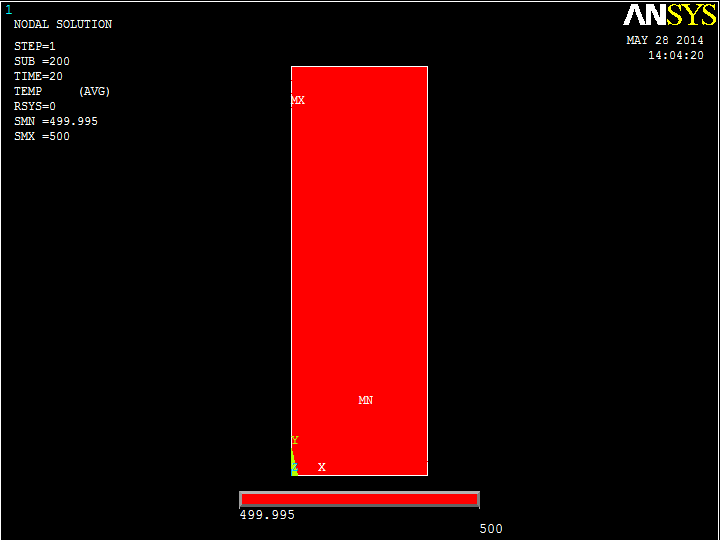 1
NODAL SOLUTION
STEP=1
SUB =200
TIME=20
TEMP (AVG)
RSYS=0
SMN =499.995
SMX =500
ANSYS
MAY 28 2014
14:04:20
MX
MN
Y
X
499.995
500